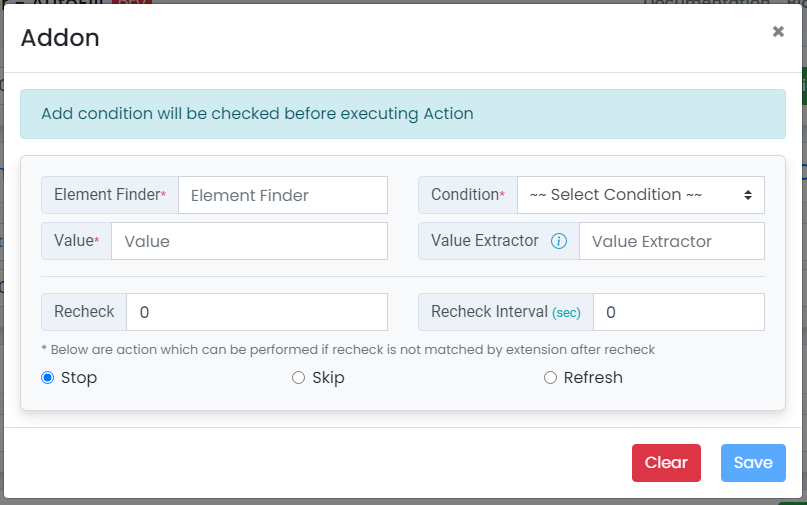 Addon
×
Add condition will be checked before executing Action
Element Finder* Element Finder Condition* ~~ Select Condition ~~
Value* Value Value Extractor i Value Extractor
Recheck 0 Recheck Interval (sec) 0
* Below are action which can be performed if recheck is not matched by extension after recheck
Stop Skip Refresh
Clear Save